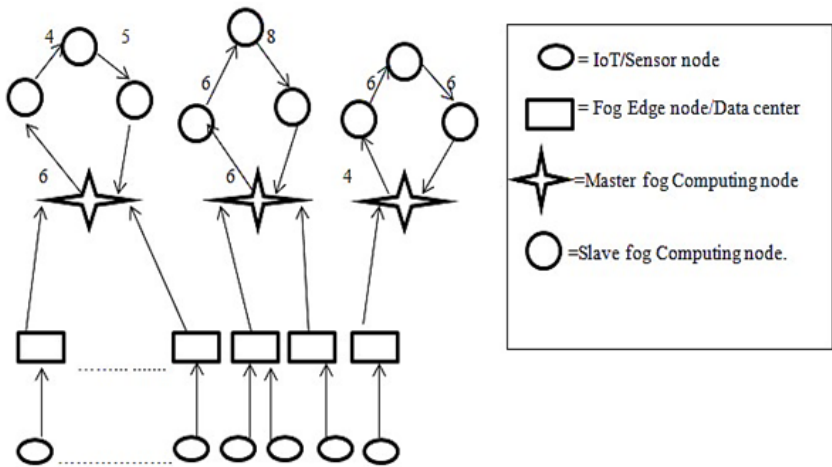 4 5
6 8
6 6
6 6 4
= IoT/Sensor node
= Fog Edge node/Data center
=Master fog Computing node
=Slave fog Computing node.